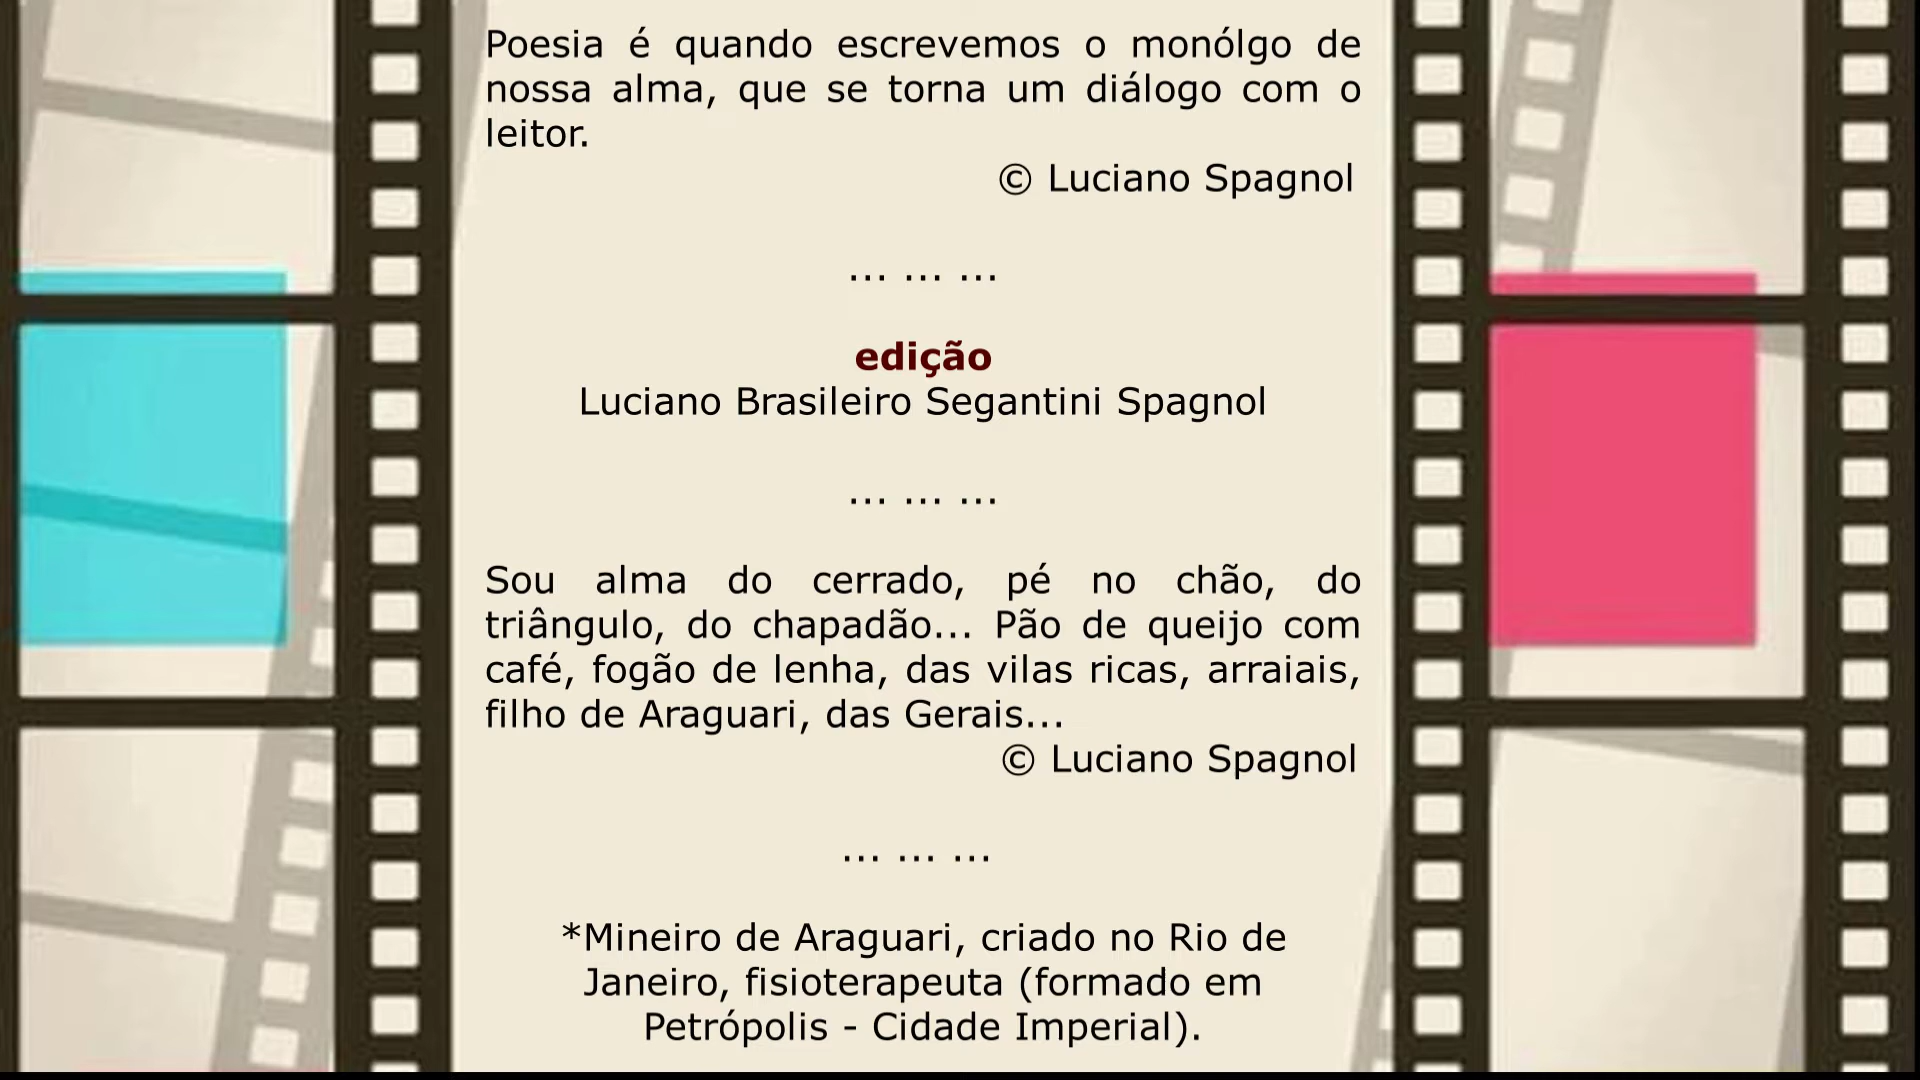 Poesia é quando escrevemos o monólgo de
nossa alma, que se torna um diálogo com o
leitor.
© Luciano Spagnol
... ... ...
edição
Luciano Brasileiro Segantini Spagnol
... ... ...
Sou alma do cerrado, pé no chão, do
triângulo, do chapadão... Pão de queijo com
café, fogão de lenha, das vilas ricas, arraiais,
filho de Araguari, das Gerais...
© Luciano Spagnol
... ... ...
*Mineiro de Araguari, criado no Rio de
Janeiro, fisioterapeuta (formado em
Petrópolis - Cidade Imperial).